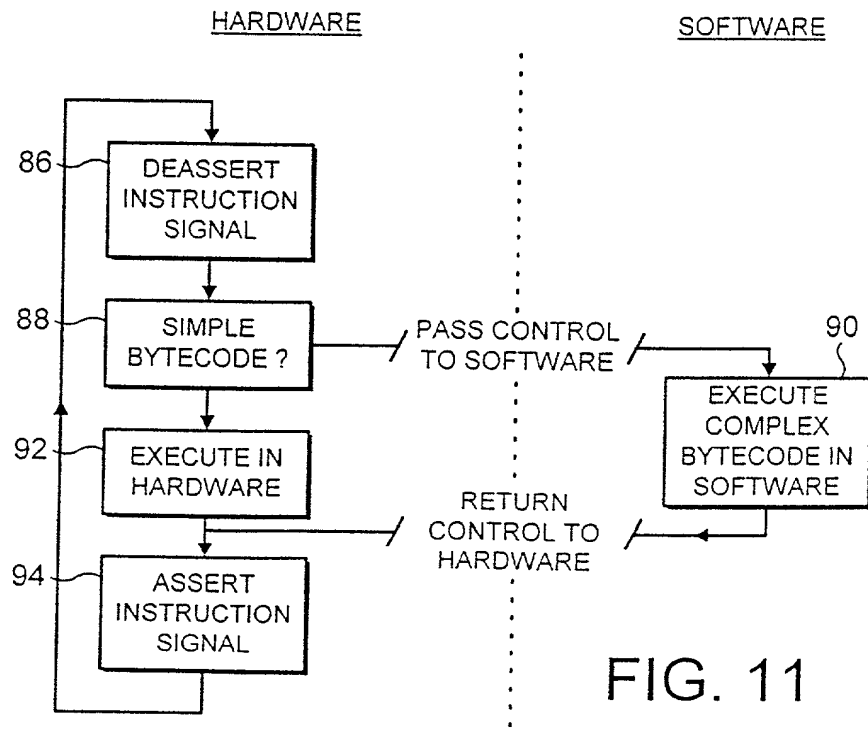 HARDWARE
SOFTWARE
86
DEASSERT
INSTRUCTION
SIGNAL
88
SIMPLE
BYTECODE ?
PASS CONTROL
TO SOFTWARE
90
EXECUTE
COMPLEX
BYTECODE IN
SOFTWARE
92
EXECUTE IN
HARDWARE
RETURN
CONTROL TO
HARDWARE
94
ASSERT
INSTRUCTION
SIGNAL
FIG. 11